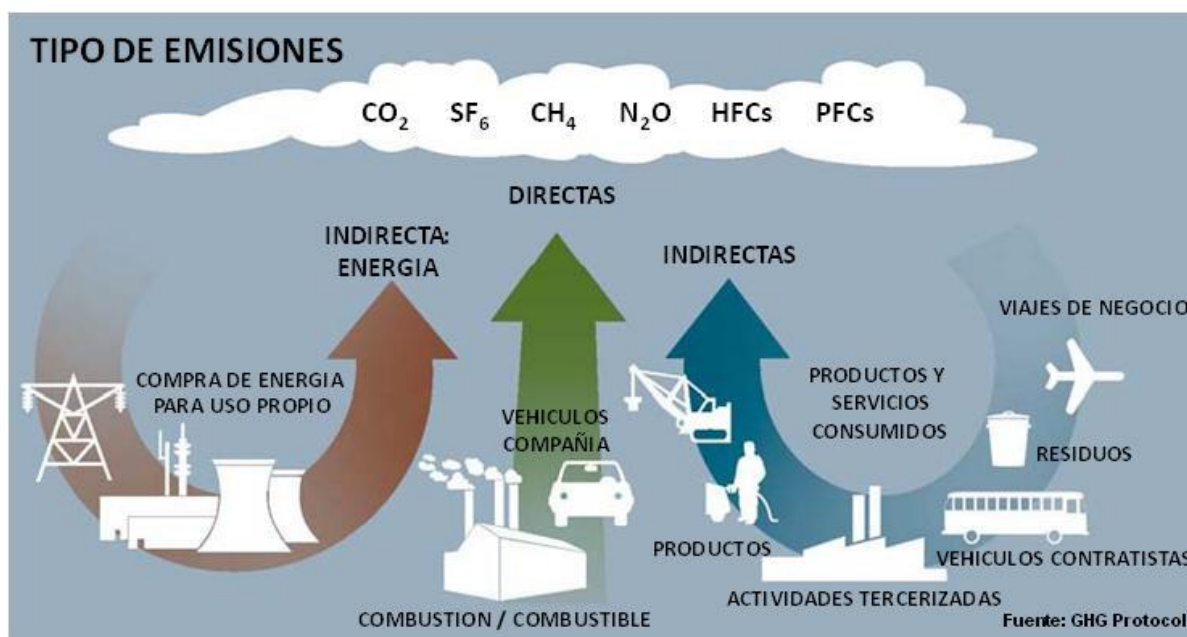 TIPO DE EMISIONES
CO₂ SF₆ CH₄ N₂O HFCs PFCs
DIRECTAS
INDIRECTA:
ENERGIA
INDIRECTAS
VIAJES DE NEGOCIO
COMPRA DE ENERGIA
PARA USO PROPIO
PRODUCTOS Y
SERVICIOS
CONSUMIDOS
VEHICULOS
COMPAÑIA
RESIDUOS
PRODUCTOS
VEHICULOS CONTRATISTAS
ACTIVIDADES TERCERIZADAS
COMBUSTION / COMBUSTIBLE
Fuente: GHG Protocol